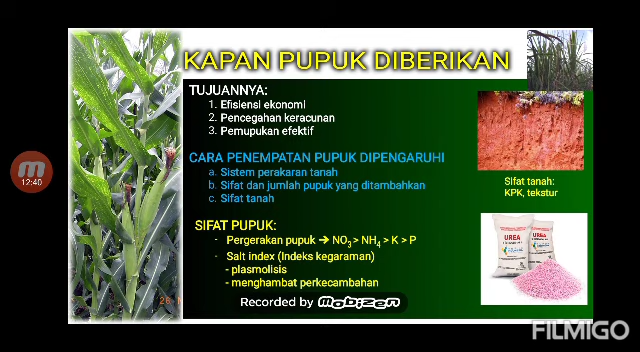 KAPAN PUPUK DIBERIKAN
TUJUANNYA:
1. Efisiensi ekonomi
2. Pencegahan keracunan
3. Pemupukan efektif
CARA PENEMPATAN PUPUK DIPENGARUHI
a. Sistem perakaran tanah
b. Sifat dan jumlah pupuk yang ditambahkan
c. Sifat tanah
Sifat tanah:
KPK, tekstur
SIFAT PUPUK:
- Pergerakan pupuk → NO3 > NH4 > K > P
- Salt index (Indeks kegaraman)
- plasmolisis
- menghambat perkecambahan
UREA
UREA
12:40
Recorded by mobizen
FILMIGO